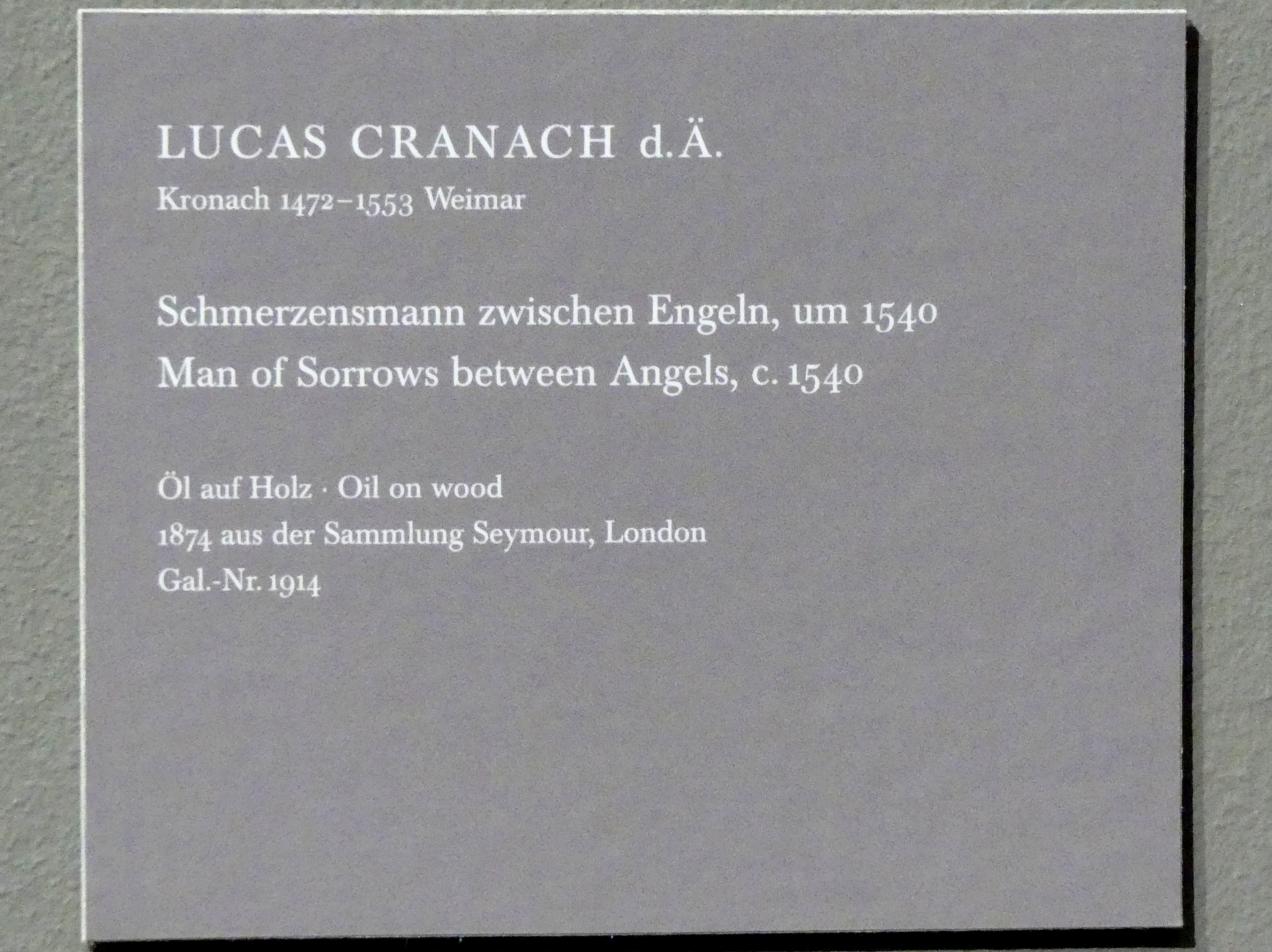 LUCAS CRANACH d.Ä.
Kronach 1472–1553 Weimar
Schmerzensmann zwischen Engeln, um 1540
Man of Sorrows between Angels, c. 1540
Öl auf Holz · Oil on wood
1874 aus der Sammlung Seymour, London
Gal.-Nr. 1914